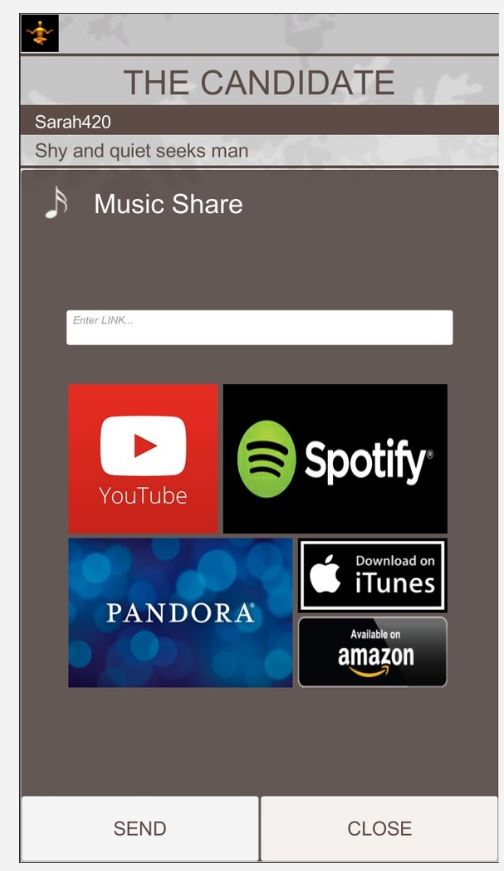 THE CANDIDATE
Sarah420
Shy and quiet seeks man
Music Share
Enter LINK...
YouTube
Spotify®
PANDORA®
Download on
iTunes
Available on
amazon
SEND
CLOSE